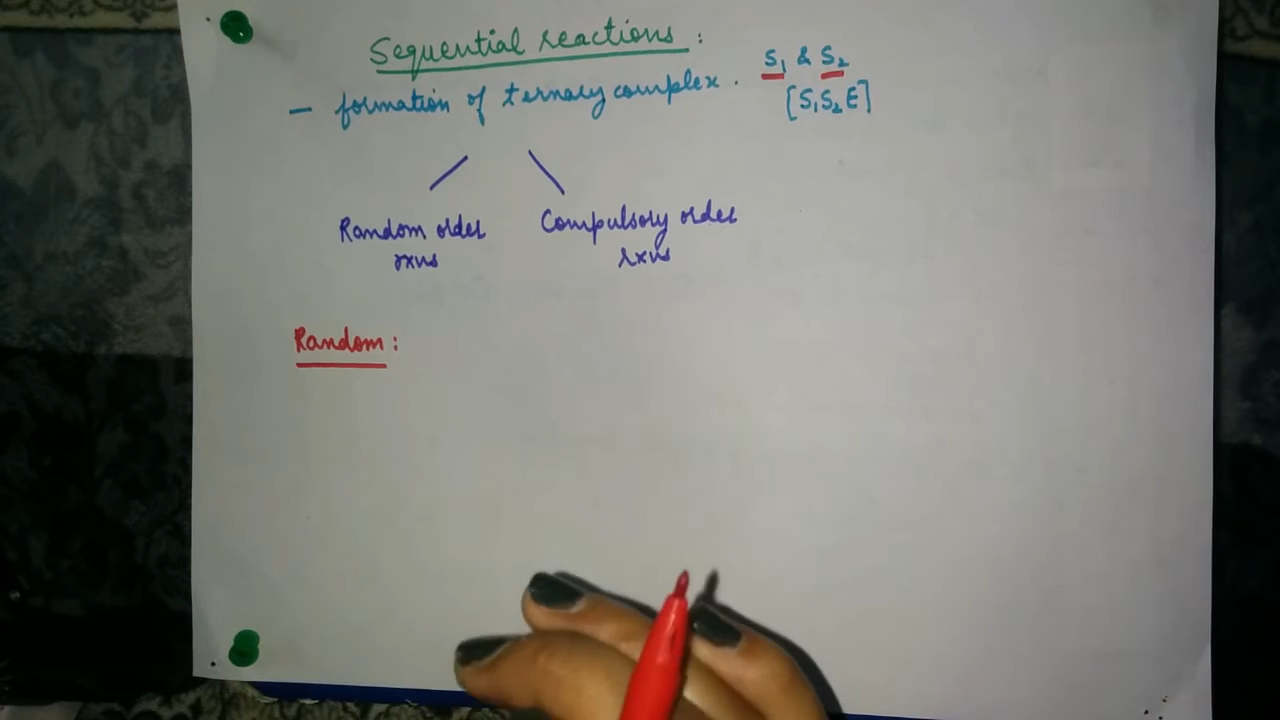 Sequential reactions :
S₁ & S₂
– formation of ternary complex.
[S₁S₂E]
Random order
rxns
Compulsory order
rxns
Random :